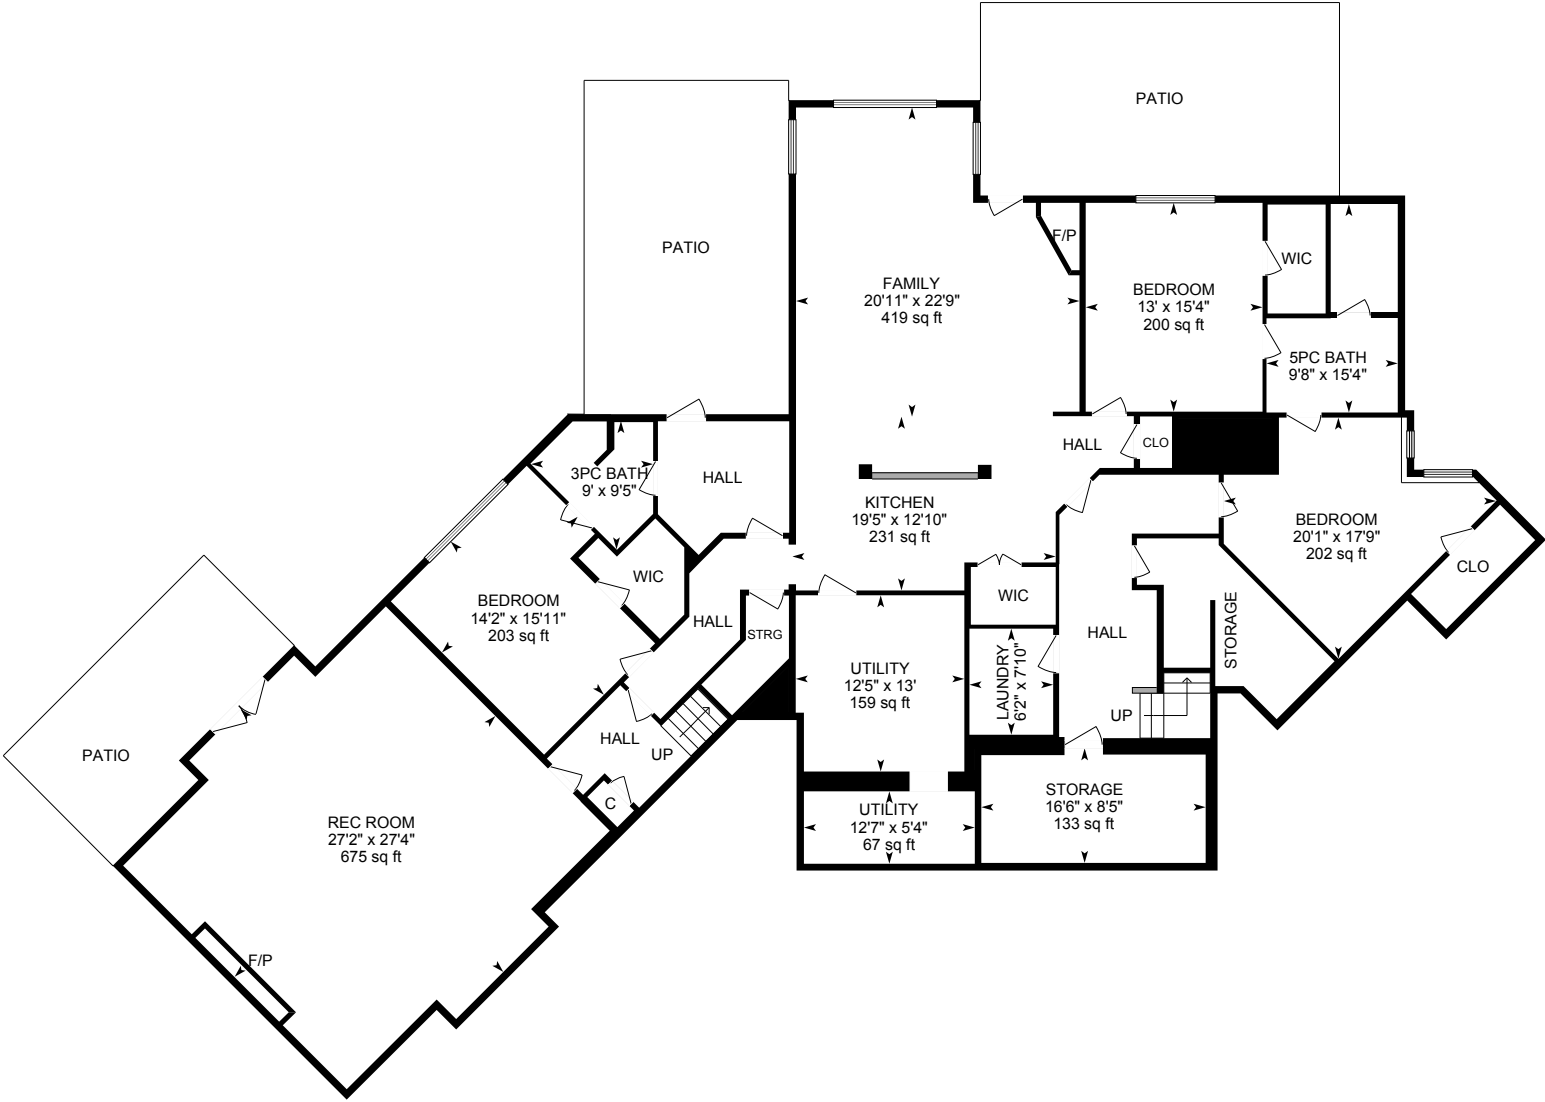 PATIO
PATIO
F/P
WIC
FAMILY
20'11" x 22'9"
419 sq ft
BEDROOM
13' x 15'4"
200 sq ft
5PC BATH
9'8" x 15'4"
HALL
CLO
3PC BATH
9' x 9'5"
HALL
KITCHEN
19'5" x 12'10"
231 sq ft
BEDROOM
20'1" x 17'9"
202 sq ft
CLO
WIC
BEDROOM
14'2" x 15'11"
203 sq ft
WIC
HALL
STRG
HALL
STORAGE
UTILITY
12'5" x 13'
159 sq ft
LAUNDRY
6'2" x 7'10"
UP
HALL
UP
PATIO
C
STORAGE
16'6" x 8'5"
133 sq ft
UTILITY
12'7" x 5'4"
67 sq ft
REC ROOM
27'2" x 27'4"
675 sq ft
F/P